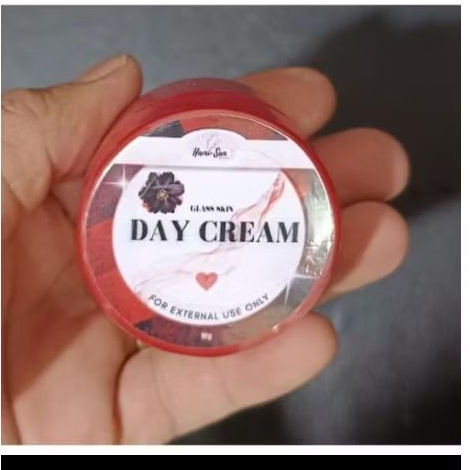 GLASS SKIN
DAY CREAM
FOR EXTERNAL USE ONLY